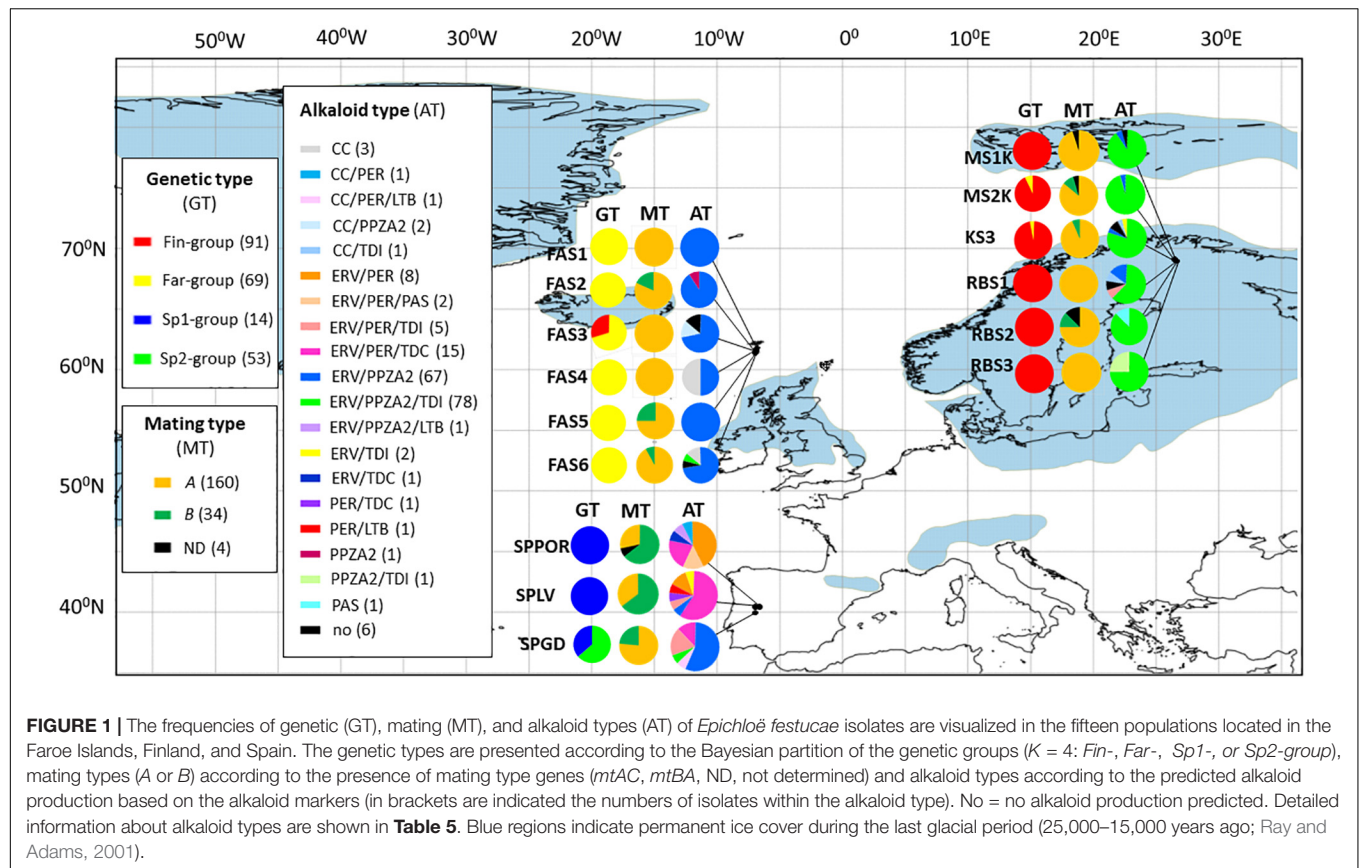 50⁰W 40⁰W 30⁰W 20⁰W 10⁰W 0⁰ 10⁰E 20⁰E 30⁰E
70⁰N
60⁰N
50⁰N
40⁰N
Genetic type
(GT)
Fin-group (91)
Far-group (69)
Sp1-group (14)
Sp2-group (53)
Mating type
(MT)
A (160)
B (34)
ND (4)
Alkaloid type (AT)
CC (3)
CC/PER (1)
CC/PER/LTB (1)
CC/PPZA2 (2)
CC/TDI (1)
ERV/PER (8)
ERV/PER/PAS (2)
ERV/PER/TDI (5)
ERV/PER/TDC (15)
ERV/PPZA2 (67)
ERV/PPZA2/TDI (78)
ERV/PPZA2/LTB (1)
ERV/TDI (2)
ERV/TDC (1)
PER/TDC (1)
PER/LTB (1)
PPZA2 (1)
PPZA2/TDI (1)
PAS (1)
no (6)
GT MT AT
FAS1
FAS2
FAS3
FAS4
FAS5
FAS6
GT MT AT
SPPOR
SPLV
SPGD
GT MT AT
MS1K
MS2K
KS3
RBS1
RBS2
RBS3
FIGURE 1 | The frequencies of genetic (GT), mating (MT), and alkaloid types (AT) of Epichloë festucae isolates are visualized in the fifteen populations located in the
Faroe Islands, Finland, and Spain. The genetic types are presented according to the Bayesian partition of the genetic groups (K = 4: Fin-, Far-, Sp1-, or Sp2-group),
mating types (A or B) according to the presence of mating type genes (mtAC, mtBA, ND, not determined) and alkaloid types according to the predicted alkaloid
production based on the alkaloid markers (in brackets are indicated the numbers of isolates within the alkaloid type). No = no alkaloid production predicted. Detailed
information about alkaloid types are shown in Table 5. Blue regions indicate permanent ice cover during the last glacial period (25,000–15,000 years ago; Ray and
Adams, 2001).